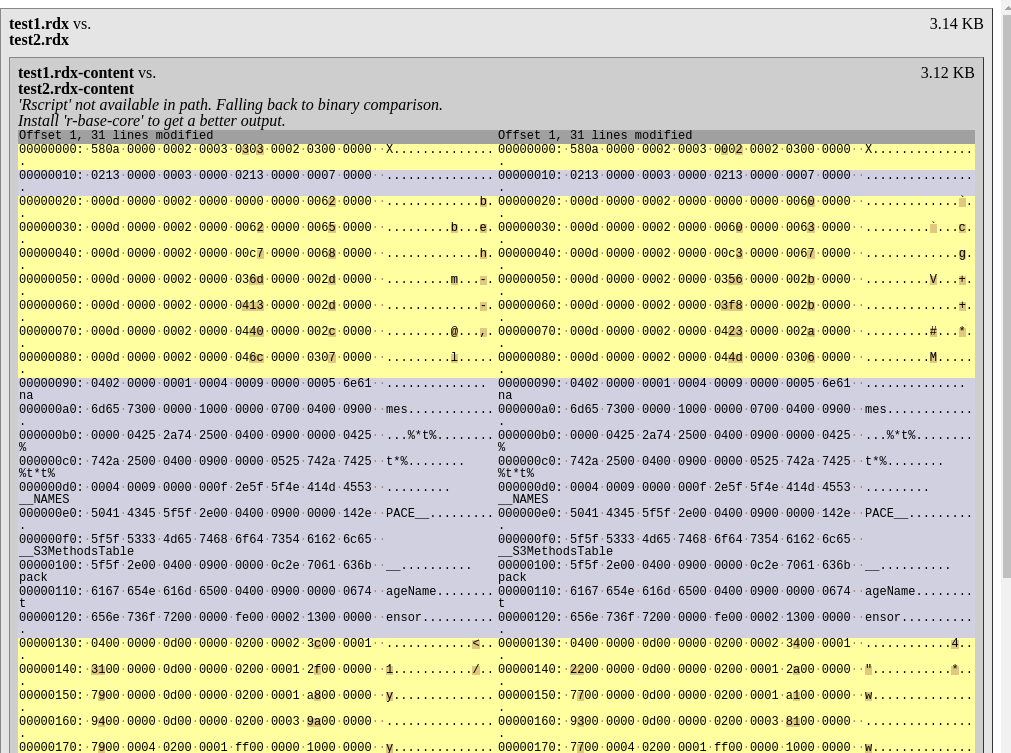 test1.rdx vs. 3.14 KB
test2.rdx
test1.rdx-content vs. 3.12 KB
test2.rdx-content
'Rscript' not available in path. Falling back to binary comparison.
Install 'r-base-core' to get a better output.
Offset 1, 31 lines modified Offset 1, 31 lines modified
00000000:·580a·0000·0002·0003·0303·0002·0300·0000··X.............. 00000000:·580a·0000·0002·0003·0002·0002·0300·0000··X..............
. .
00000010:·0213·0000·0003·0000·0213·0000·0007·0000··............... 00000010:·0213·0000·0003·0000·0213·0000·0007·0000··...............
. .
00000020:·000d·0000·0002·0000·0000·0000·0062·0000··.............b. 00000020:·000d·0000·0002·0000·0000·0000·0060·0000··.............`.
. .
00000030:·000d·0000·0002·0000·0062·0000·0065·0000··.........b...e. 00000030:·000d·0000·0002·0000·0060·0000·0063·0000··.........`...c.
. .
00000040:·000d·0000·0002·0000·00c7·0000·0068·0000··.............h. 00000040:·000d·0000·0002·0000·00c3·0000·0067·0000··.............g.
. .
00000050:·000d·0000·0002·0000·036d·0000·002d·0000··.........m...-. 00000050:·000d·0000·0002·0000·0356·0000·002b·0000··.........V...+.
. .
00000060:·000d·0000·0002·0000·0413·0000·002d·0000··.............-. 00000060:·000d·0000·0002·0000·03f8·0000·002b·0000··.............+.
. .
00000070:·000d·0000·0002·0000·0440·0000·002c·0000··.........@...,. 00000070:·000d·0000·0002·0000·0423·0000·002a·0000··.........#...*.
. .
00000080:·000d·0000·0002·0000·046c·0000·0307·0000··.........l..... 00000080:·000d·0000·0002·0000·044d·0000·0306·0000··.........M.....
. .
00000090:·0402·0000·0001·0004·0009·0000·0005·6e61··.............. 00000090:·0402·0000·0001·0004·0009·0000·0005·6e61··..............
na na
000000a0:·6d65·7300·0000·1000·0000·0700·0400·0900··mes............ 000000a0:·6d65·7300·0000·1000·0000·0700·0400·0900··mes............
. .
000000b0:·0000·0425·2a74·2500·0400·0900·0000·0425··...%*t%........ 000000b0:·0000·0425·2a74·2500·0400·0900·0000·0425··...%*t%........
% %
000000c0:·742a·2500·0400·0900·0000·0525·742a·7425··t*%........ 000000c0:·742a·2500·0400·0900·0000·0525·742a·7425··t*%........
%t*t% %t*t%
000000d0:·0004·0009·0000·000f·2e5f·5f4e·414d·4553··......... 000000d0:·0004·0009·0000·000f·2e5f·5f4e·414d·4553··.........
__NAMES __NAMES
000000e0:·5041·4345·5f5f·2e00·0400·0900·0000·142e··PACE__......... 000000e0:·5041·4345·5f5f·2e00·0400·0900·0000·142e··PACE__.........
. .
000000f0:·5f5f·5333·4d65·7468·6f64·7354·6162·6c65·· 000000f0:·5f5f·5333·4d65·7468·6f64·7354·6162·6c65··
__S3MethodsTable __S3MethodsTable
00000100:·5f5f·2e00·0400·0900·0000·0c2e·7061·636b··__.......... 00000100:·5f5f·2e00·0400·0900·0000·0c2e·7061·636b··__..........
pack pack
00000110:·6167·654e·616d·6500·0400·0900·0000·0674··ageName........ 00000110:·6167·654e·616d·6500·0400·0900·0000·0674··ageName........
t t
00000120:·656e·736f·7200·0000·fe00·0002·1300·0000··ensor.......... 00000120:·656e·736f·7200·0000·fe00·0002·1300·0000··ensor..........
. .
00000130:·0400·0000·0d00·0000·0200·0002·3c00·0001··............<.. 00000130:·0400·0000·0d00·0000·0200·0002·3400·0001··............4..
. .
00000140:·3100·0000·0d00·0000·0200·0001·2f00·0000··1.........../.. 00000140:·2200·0000·0d00·0000·0200·0001·2a00·0000··"...........*..
. .
00000150:·7900·0000·0d00·0000·0200·0001·a800·0000··y.............. 00000150:·7700·0000·0d00·0000·0200·0001·a100·0000··w..............
. .
00000160:·9400·0000·0d00·0000·0200·0003·9a00·0000··............... 00000160:·9300·0000·0d00·0000·0200·0003·8100·0000··...............
. .
00000170:·7900·0004·0200·0001·ff00·0000·1000·0000··y.............. 00000170:·7700·0004·0200·0001·ff00·0000·1000·0000··w..............